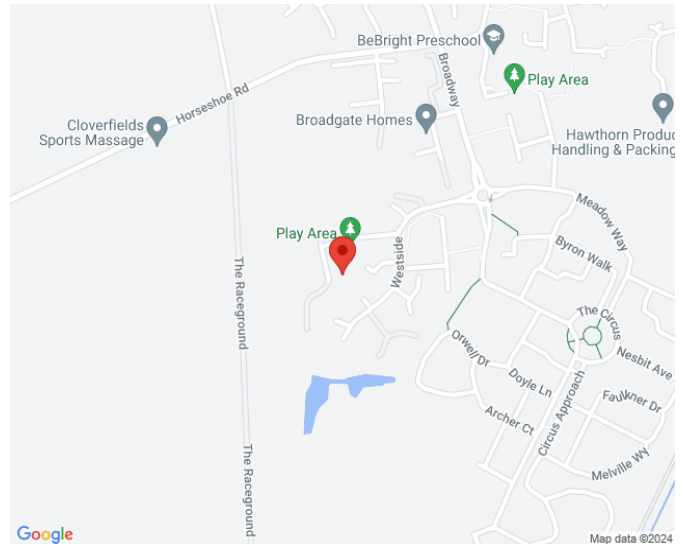 BeBright Preschool
Broadway
Play Area
Horseshoe Rd
Cloverfields
Sports Massage
Broadgate Homes
Hawthorn Produc
Handling & Packing
Meadow Way
Play Area
Westside
Byron Walk
The Raceground
The Circus
Orwell Dr
Nesbit Ave
Doyle Ln
Circus Approach
Faulkner Dr
Archer Ct
Melville Wy
The Raceground
Google
Map data ©2024